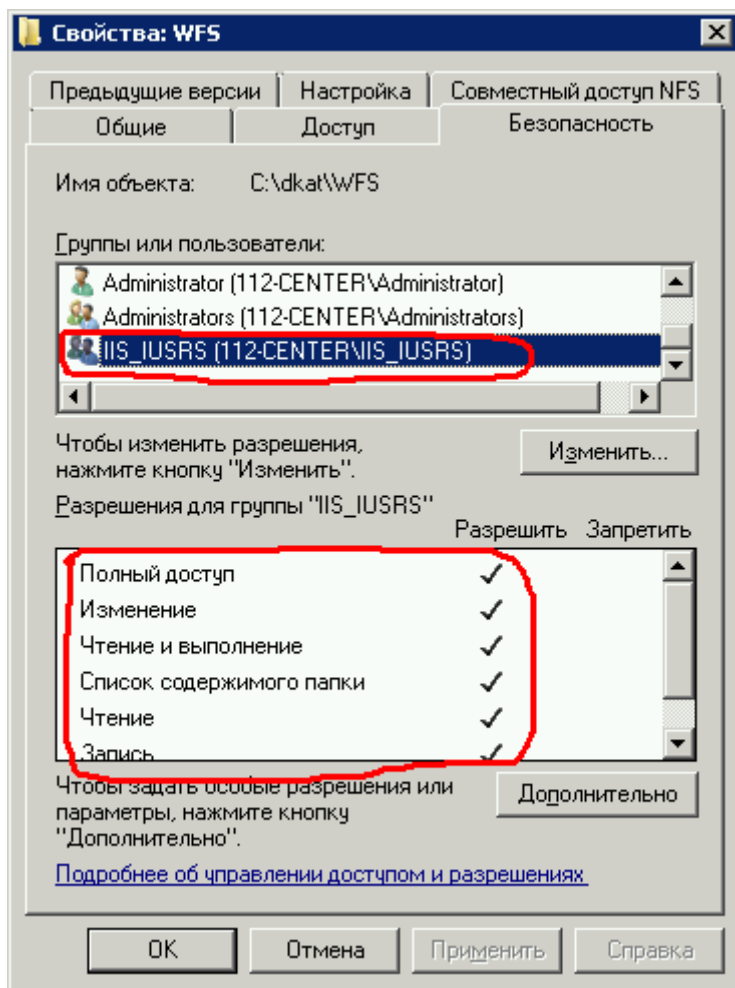 Свойства: WFS
Предыдущие версии
Настройка
Совместный доступ NFS
Общие
Доступ
Безопасность
Имя объекта: C:\dkat\WFS
Группы или пользователи:
Administrator (112-CENTER\Administrator)
Administrators (112-CENTER\Administrators)
IIS_IUSRS (112-CENTER\IIS_IUSRS)
Чтобы изменить разрешения,
нажмите кнопку "Изменить".
Изменить...
Разрешения для группы "IIS_IUSRS"
Разрешить Запретить
Полный доступ
Изменение
Чтение и выполнение
Список содержимого папки
Чтение
Запись
Чтобы задать особые разрешения или
параметры, нажмите кнопку
"Дополнительно".
Дополнительно
Подробнее об управлении доступом и разрешениях
ОК
Отмена
Применить
Справка